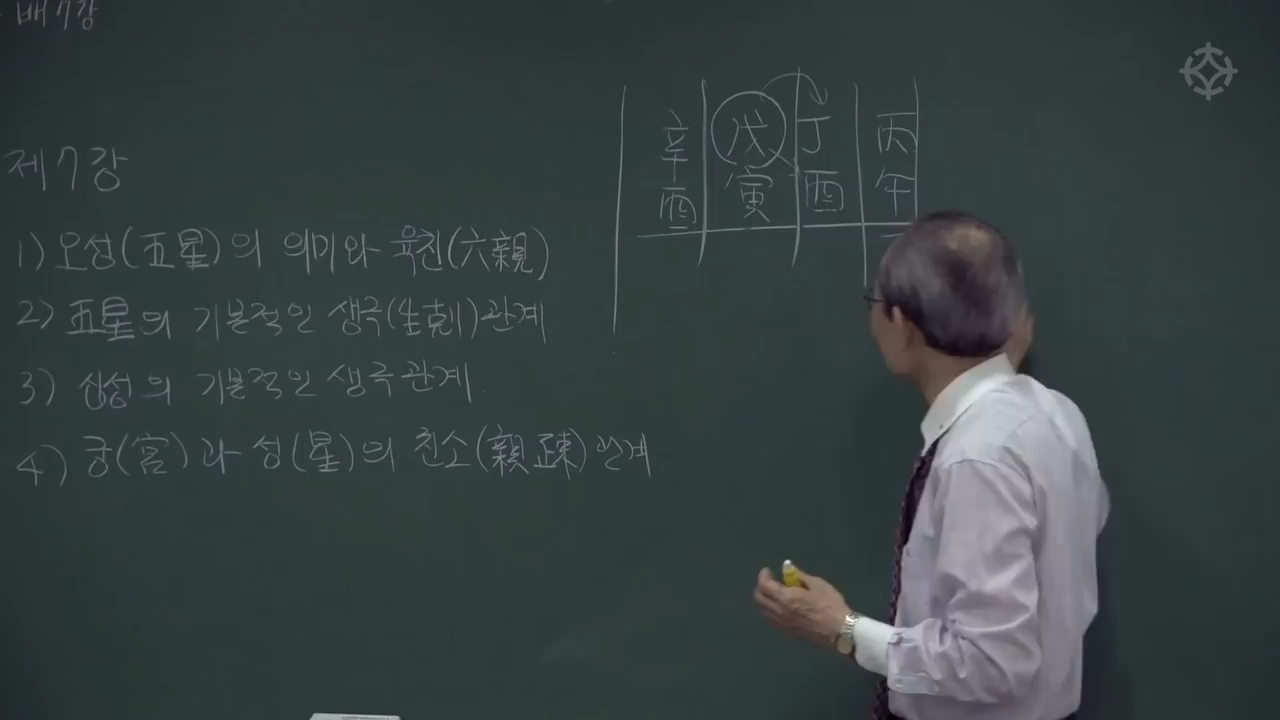 배7강
제7강
1) 오성(五星)의 의미와 육친(六親)
2) 五星의 기본적인 생극(生剋)관계
3) 십성의 기본적인 생극관계.
4) 궁(宮)과 성(星)의 친소(親疎)관계.
辛 戊 丁 丙
酉 寅 酉 午